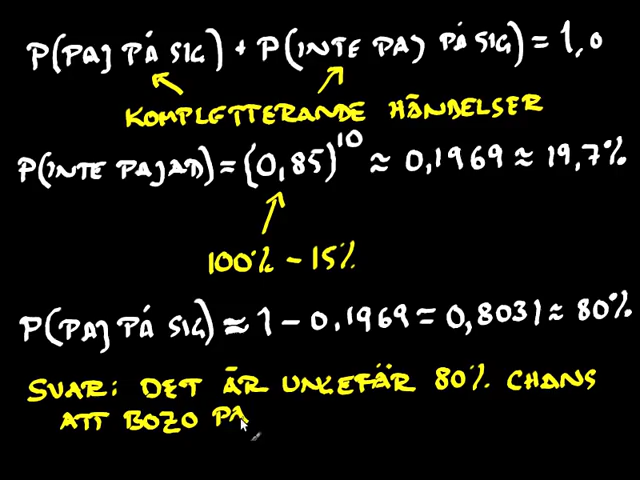 P(PAJ PÅ SIG) + P(INTE PAJ PÅ SIG) = 1,0
KOMPLETTERANDE HÄNDELSER
P(INTE PAJAD) = (0,85)^10 ≈ 0,1969 ≈ 19,7%
100% - 15%
P(PAJ PÅ SIG) ≈ 1 - 0,1969 = 0,8031 ≈ 80%
SVAR: DET ÄR UNGEFÄR 80% CHANS
ATT BOZO PA